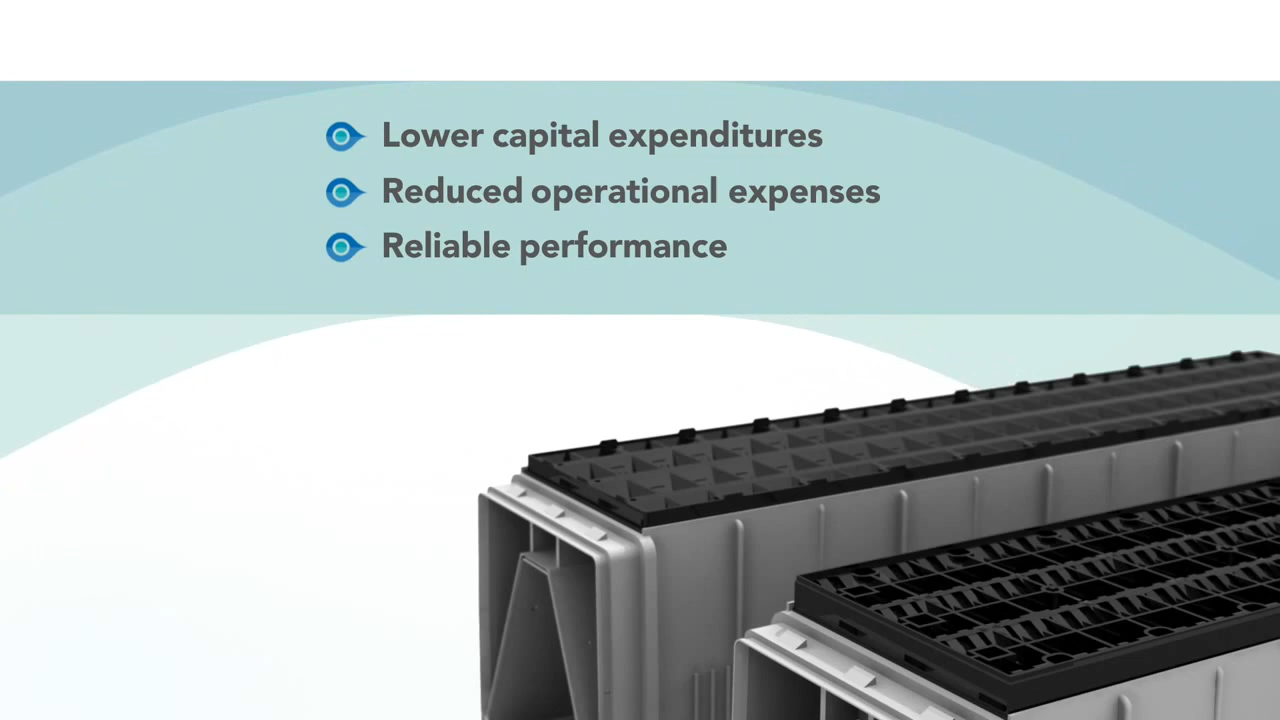 Lower capital expenditures
Reduced operational expenses
Reliable performance